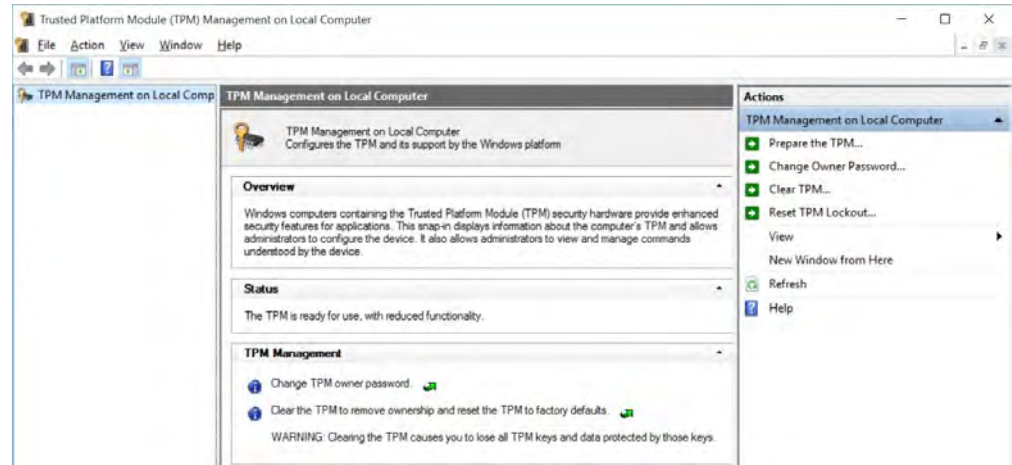 Trusted Platform Module (TPM) Management on Local Computer
File Action View Window Help
TPM Management on Local Comp
TPM Management on Local Computer
TPM Management on Local Computer
Configures the TPM and its support by the Windows platform
Overview
Windows computers containing the Trusted Platform Module (TPM) security hardware provide enhanced
security features for applications. This snap-in displays information about the computer's TPM and allows
administrators to configure the device. It also allows administrators to view and manage commands
understood by the device.
Status
The TPM is ready for use, with reduced functionality.
TPM Management
Change TPM owner password.
Clear the TPM to remove ownership and reset the TPM to factory defaults.
WARNING: Clearing the TPM causes you to lose all TPM keys and data protected by those keys.
Actions
TPM Management on Local Computer
Prepare the TPM...
Change Owner Password...
Clear TPM...
Reset TPM Lockout...
View
New Window from Here
Refresh
Help